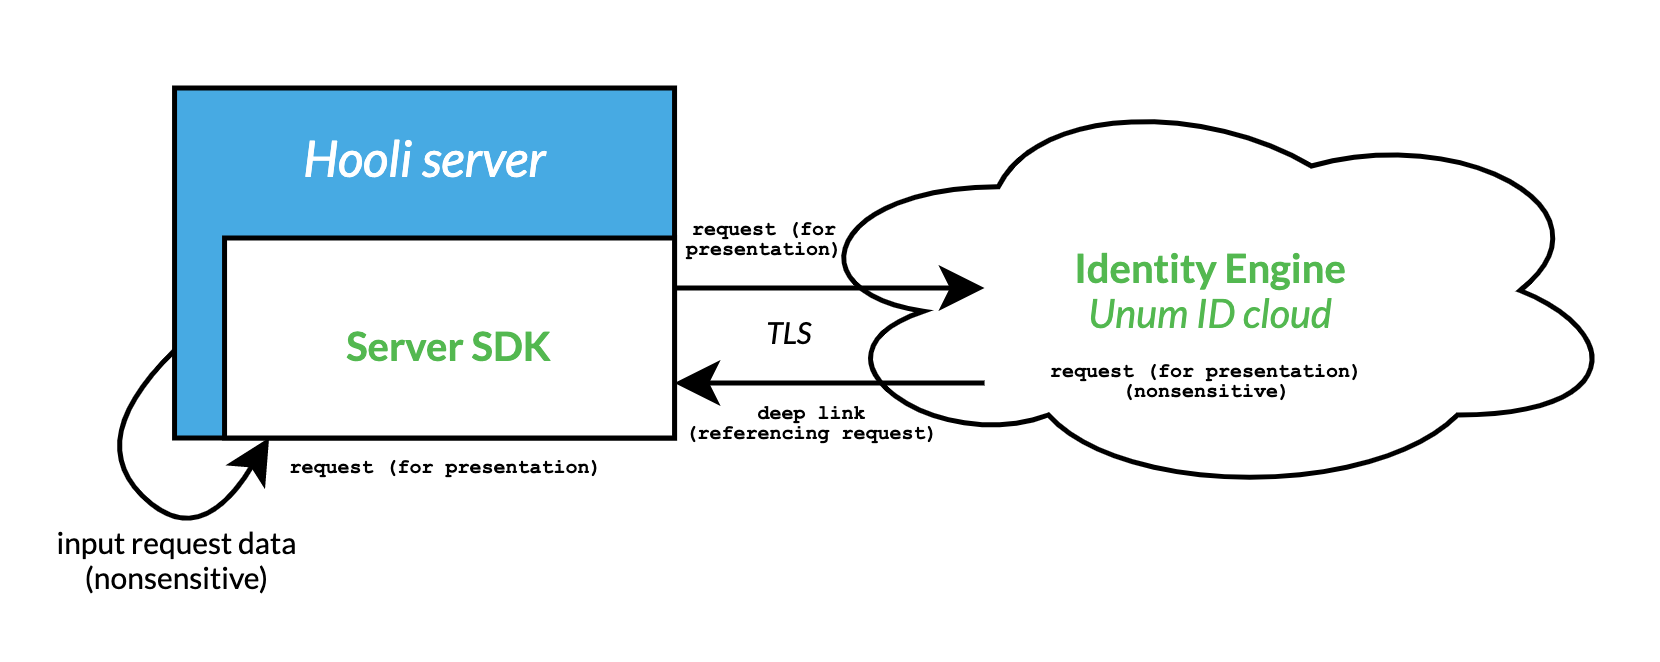 Hooli server
request (for
presentation)
Identity Engine
Unum ID cloud
Server SDK
TLS
request (for presentation)
(nonsensitive)
deep link
(referencing request)
request (for presentation)
input request data
(nonsensitive)